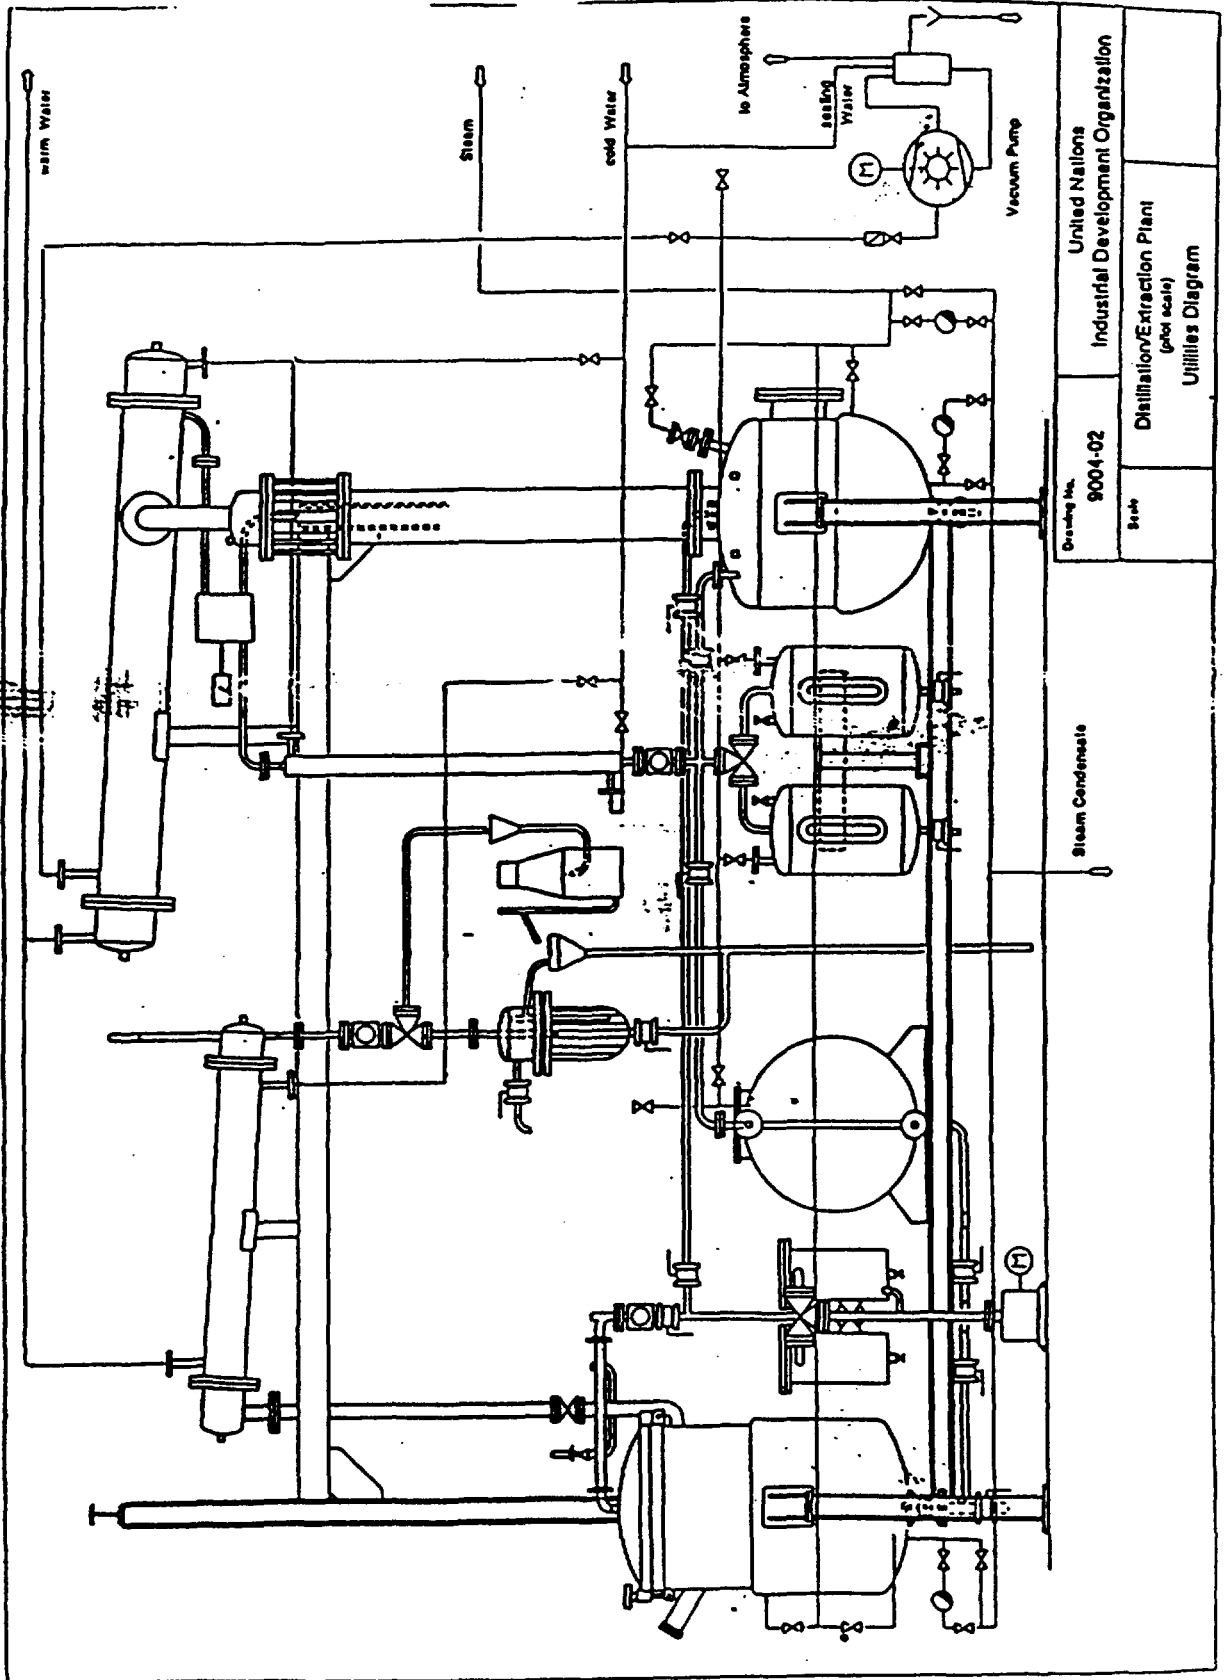 warm Water
Steam
cold Water
to Atmosphere
sealing
Water
M
Vacuum Pump
Steam Condensate
M
United Nations
Industrial Development Organization
Drawing No.
9004-02
Distillation/Extraction Plant
(pilot scale)
Utilities Diagram
Scale